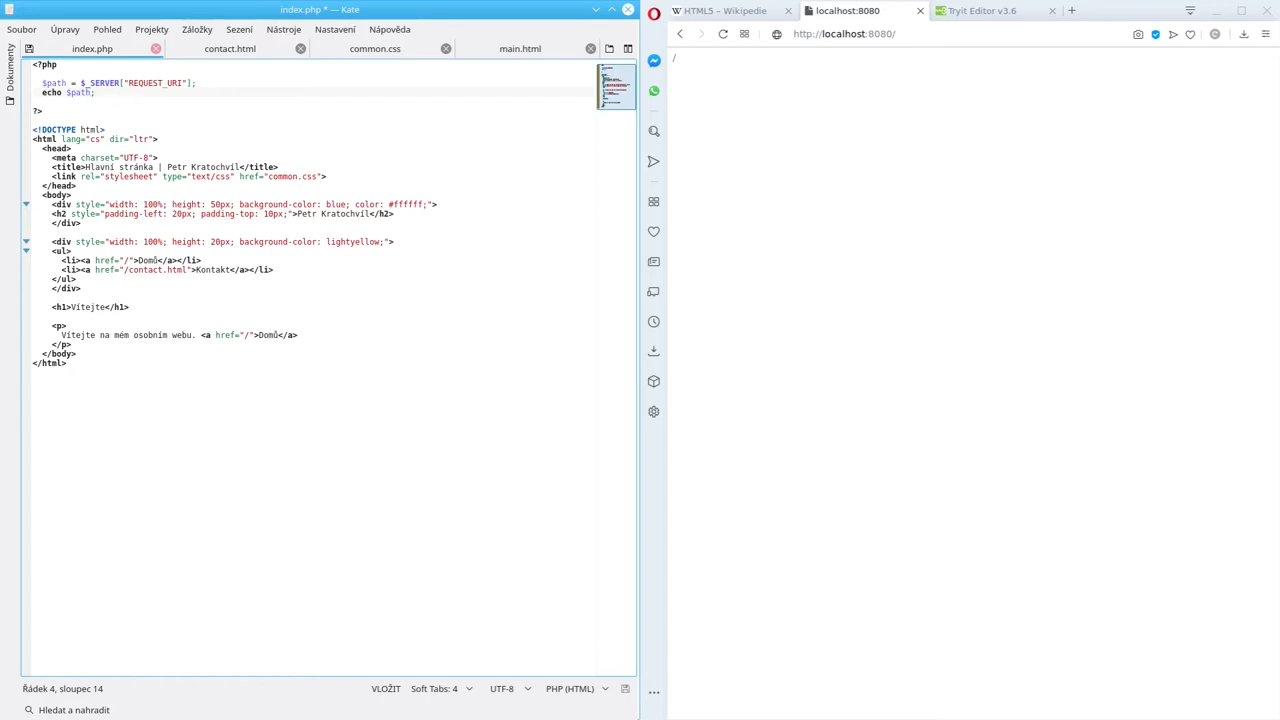 index.php * — Kate
Soubor Úpravy Pohled Projekty Záložky Sezení Nástroje Nastavení Nápověda
index.php contact.html common.css main.html
Dokumenty
<?php
$path = $_SERVER["REQUEST_URI"];
echo $path;
?>
<!DOCTYPE html>
<html lang="cs" dir="ltr">
<head>
<meta charset="UTF-8">
<title>Hlavní stránka | Petr Kratochvíl</title>
<link rel="stylesheet" type="text/css" href="common.css">
</head>
<body>
<div style="width: 100%; height: 50px; background-color: blue; color: #ffffff;">
<h2 style="padding-left: 20px; padding-top: 10px;">Petr Kratochvíl</h2>
</div>
<div style="width: 100%; height: 20px; background-color: lightyellow;">
<ul>
<li><a href="/">Domů</a></li>
<li><a href="/contact.html">Kontakt</a></li>
</ul>
</div>
<h1>Vítejte</h1>
<p>
Vítejte na mém osobním webu. <a href="/">Domů</a>
</p>
</body>
</html>
Řádek 4, sloupec 14 VLOŽIT Soft Tabs: 4 UTF-8 PHP (HTML)
Hledat a nahradit
HTML5 – Wikipedie localhost:8080 Tryit Editor v3.6
http://localhost:8080/
/